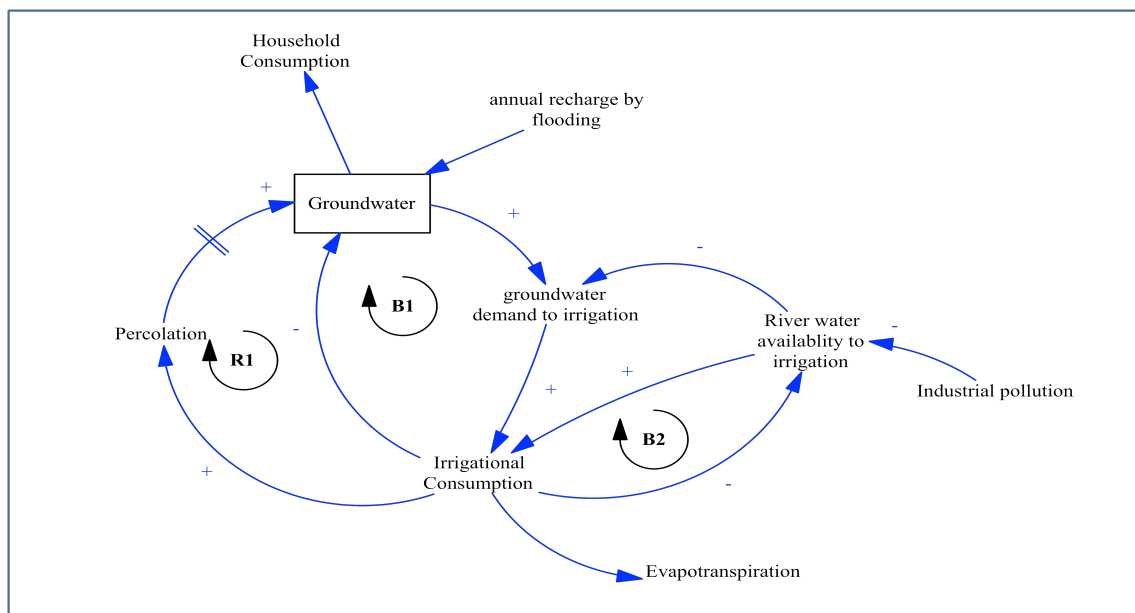 Household
Consumption
annual recharge by
flooding
+
Groundwater
+
-
B1
groundwater
demand to irrigation
River water
availablity to
irrigation
-
Percolation
-
R1
Industrial pollution
+
+
B2
Irrigational
Consumption
+
-
Evapotranspiration